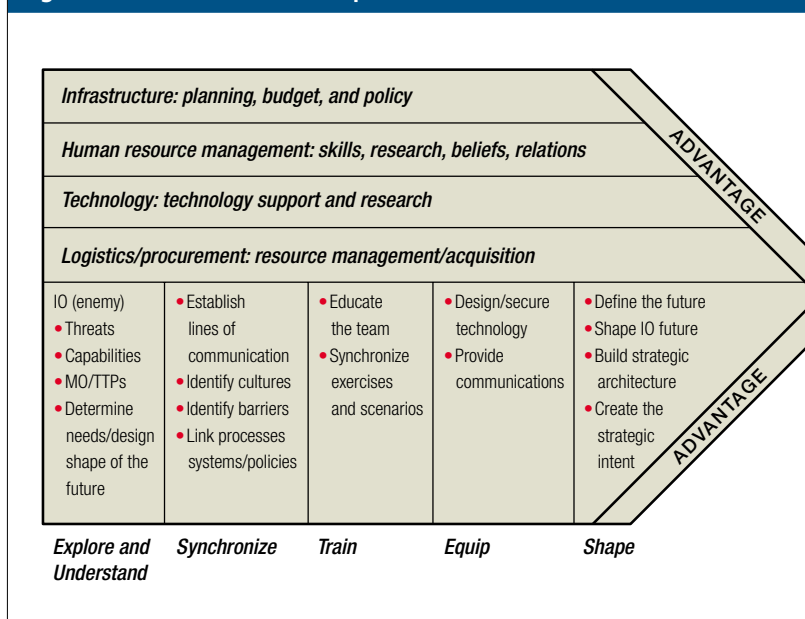 Infrastructure: planning, budget, and policy
Human resource management: skills, research, beliefs, relations
Technology: technology support and research
Logistics/procurement: resource management/acquisition
ADVANTAGE
IO (enemy)
• Threats
• Capabilities
• MO/TTPs
• Determine
needs/design
shape of the
future
• Establish
lines of
communication
• Identify cultures
• Identify barriers
• Link processes
systems/policies
• Educate
the team
• Synchronize
exercises
and scenarios
• Design/secure
technology
• Provide
communications
• Define the future
• Shape IO future
• Build strategic
architecture
• Create the
strategic
intent
ADVANTAGE
Explore and
Understand
Synchronize
Train
Equip
Shape